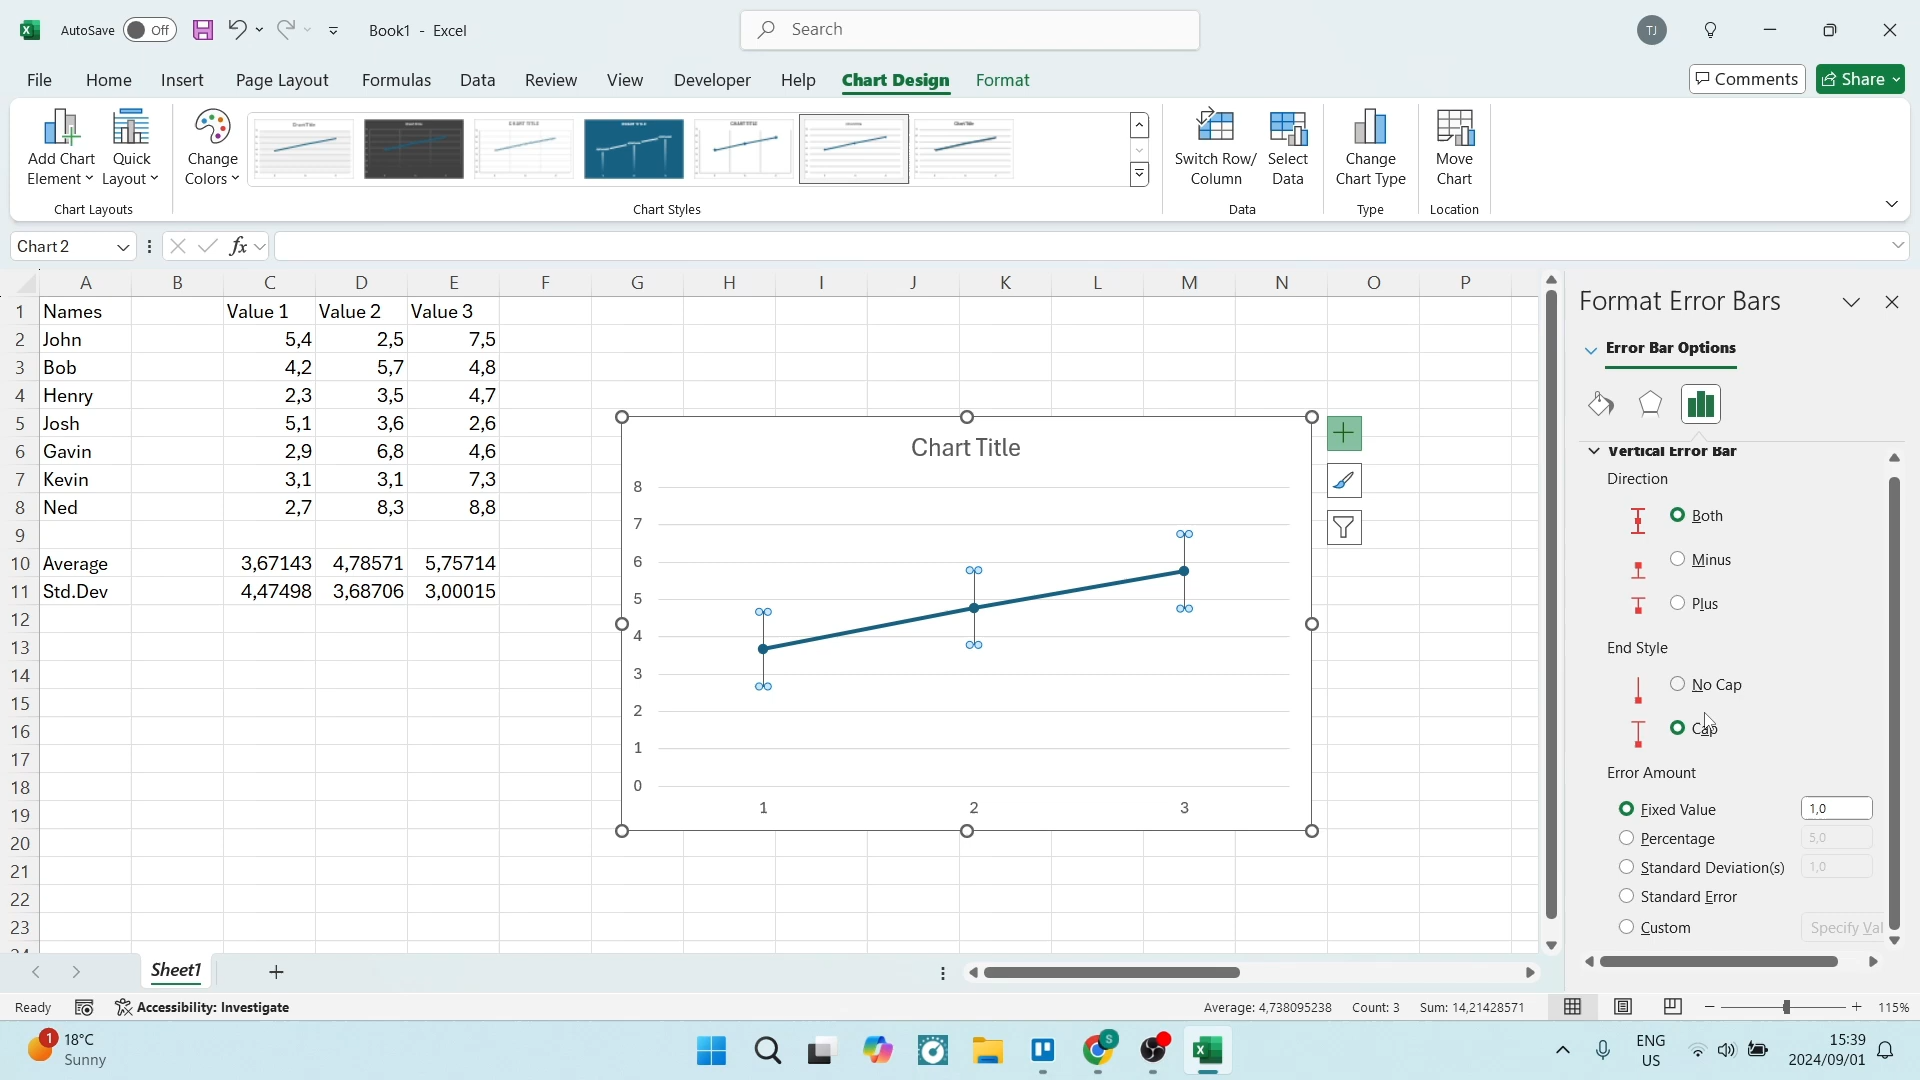 AutoSave Off Book1 - Excel Search TJ
File Home Insert Page Layout Formulas Data Review View Developer Help Chart Design Format Comments Share
Add Chart Element Quick Layout Change Colors Switch Row/ Column Select Data Change Chart Type Move Chart
Chart Layouts Chart Styles Data Type Location
Chart 2 fx
A B C D E F G H I J K L M N O P
1 Names Value 1 Value 2 Value 3
2 John 5,4 2,5 7,5
3 Bob 4,2 5,7 4,8
4 Henry 2,3 3,5 4,7
5 Josh 5,1 3,6 2,6
6 Gavin 2,9 6,8 4,6
7 Kevin 3,1 3,1 7,3
8 Ned 2,7 8,3 8,8
9
10 Average 3,67143 4,78571 5,75714
11 Std.Dev 4,47498 3,68706 3,00015
12
13
14
15
16
17
18
19
20
21
22
23
Chart Title
8
7
6
5
4
3
2
1
0
1 2 3
Format Error Bars
Error Bar Options
Vertical Error Bar
Direction
Both
Minus
Plus
End Style
No Cap
Cap
Error Amount
Fixed Value 1,0
Percentage 5,0
Standard Deviation(s) 1,0
Standard Error
Custom Specify Val
Sheet1
Ready Accessibility: Investigate Average: 4,738095238 Count: 3 Sum: 14,21428571 115%
1 18°C
Sunny
ENG
US
15:39
2024/09/01